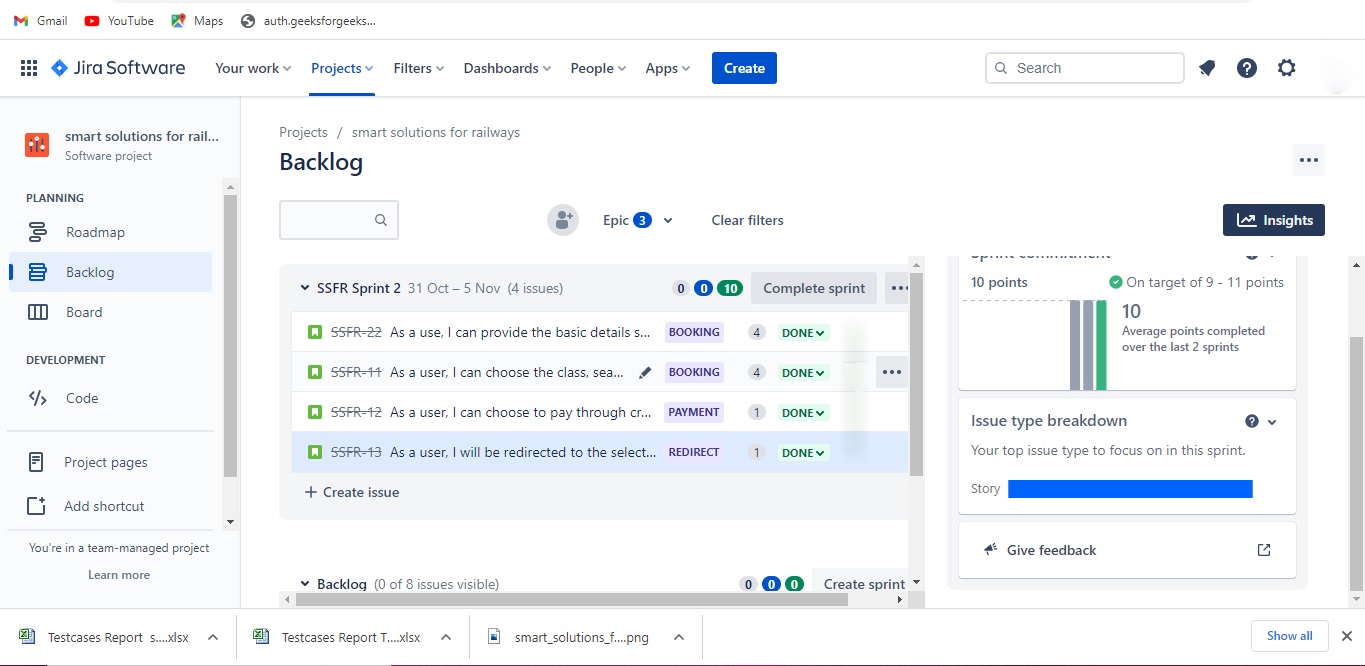 Gmail YouTube Maps auth.geeksforgeeks...
Jira Software Your work Projects Filters Dashboards People Apps Create Search
smart solutions for rail...
Software project
PLANNING
Roadmap
Backlog
Board
DEVELOPMENT
Code
Project pages
Add shortcut
You're in a team-managed project
Learn more
Projects / smart solutions for railways
Backlog
Epic 3 Clear filters
Insights
SSFR Sprint 2 31 Oct – 5 Nov (4 issues) 0 0 10 Complete sprint
SSFR-22 As a use, I can provide the basic details s... BOOKING 4 DONE
SSFR-11 As a user, I can choose the class, sea... BOOKING 4 DONE
SSFR-12 As a user, I can choose to pay through cr... PAYMENT 1 DONE
SSFR-13 As a user, I will be redirected to the select... REDIRECT 1 DONE
+ Create issue
Backlog (0 of 8 issues visible) 0 0 0 Create sprint
Sprint commitment
10 points On target of 9 - 11 points
10
Average points completed
over the last 2 sprints
Issue type breakdown
Your top issue type to focus on in this sprint.
Story
Give feedback
Testcases Report s....xlsx Testcases Report T....xlsx smart_solutions_f....png Show all